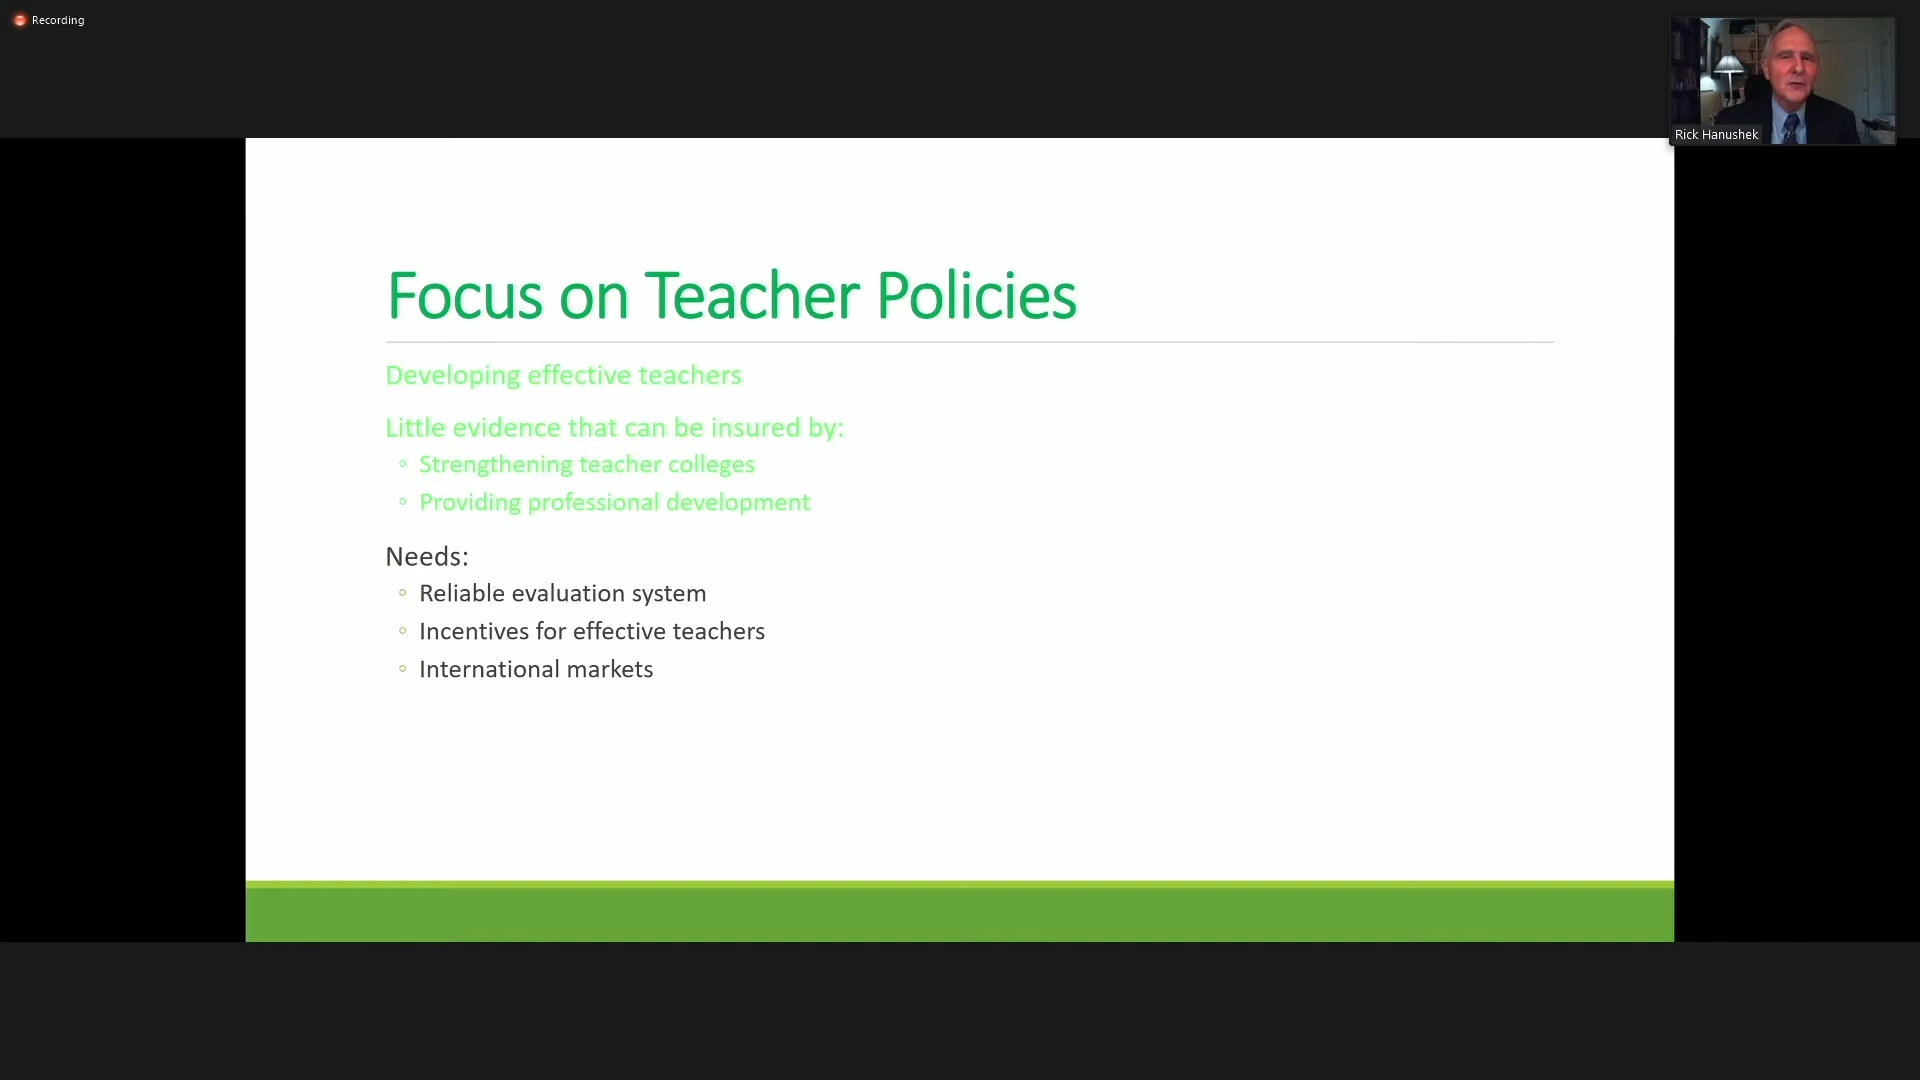 Recording
Rick Hanushek
Focus on Teacher Policies
Developing effective teachers
Little evidence that can be insured by:
◦ Strengthening teacher colleges
◦ Providing professional development
Needs:
◦ Reliable evaluation system
◦ Incentives for effective teachers
◦ International markets